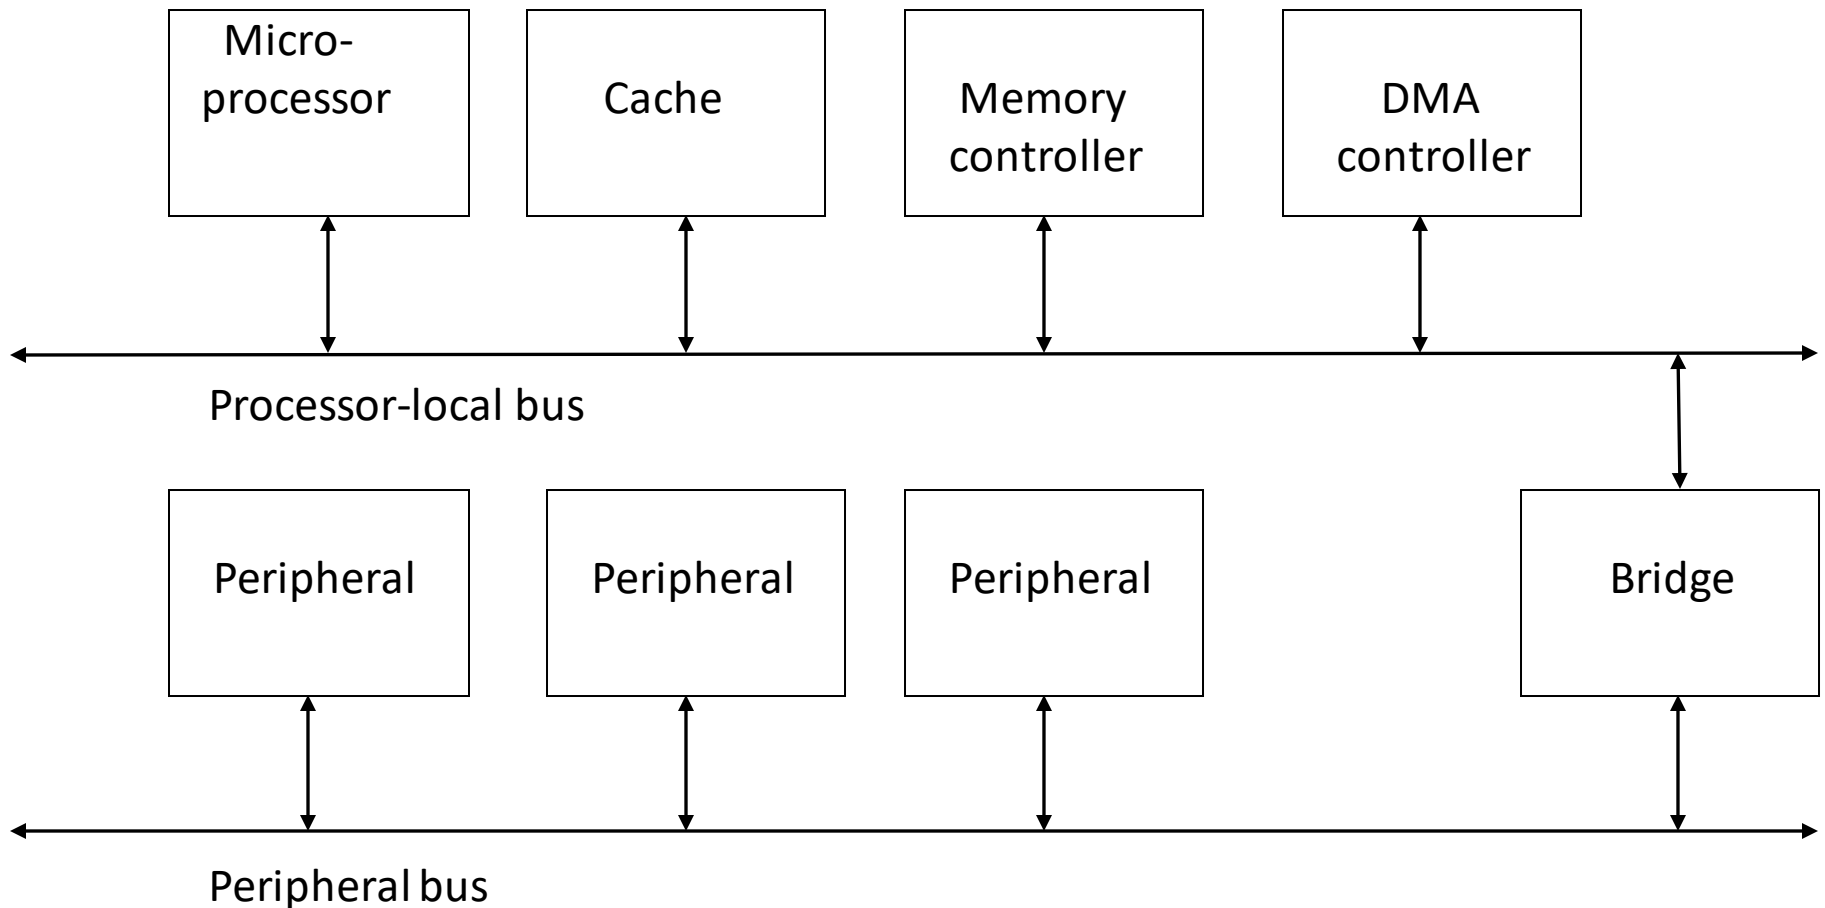 Micro-
processor
Cache
Memory
controller
DMA
controller
Processor-local bus
Peripheral
Peripheral
Peripheral
Bridge
Peripheral bus